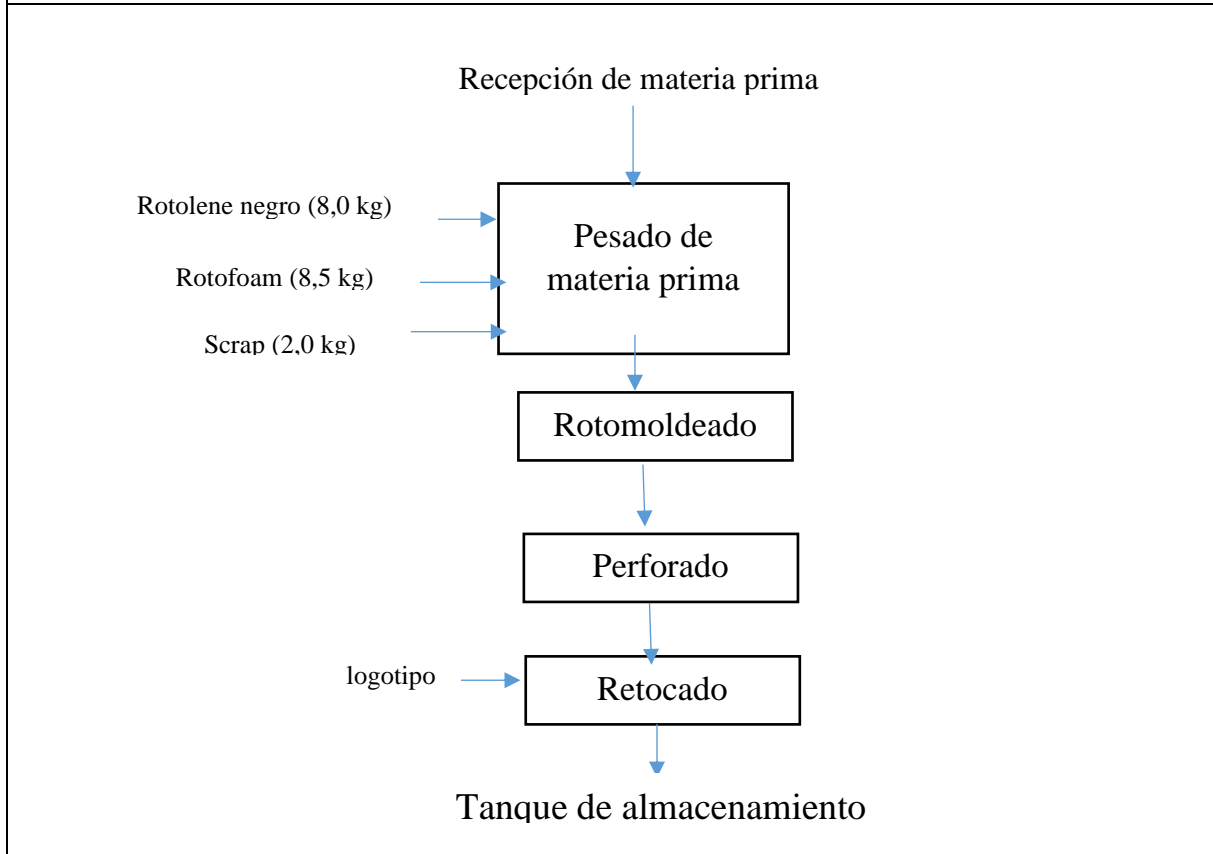 Recepción de materia prima
Rotolene negro (8,0 kg)
Pesado de
materia prima
Rotofoam (8,5 kg)
Scrap (2,0 kg)
Rotomoldeado
Perforado
logotipo
Retocado
Tanque de almacenamiento